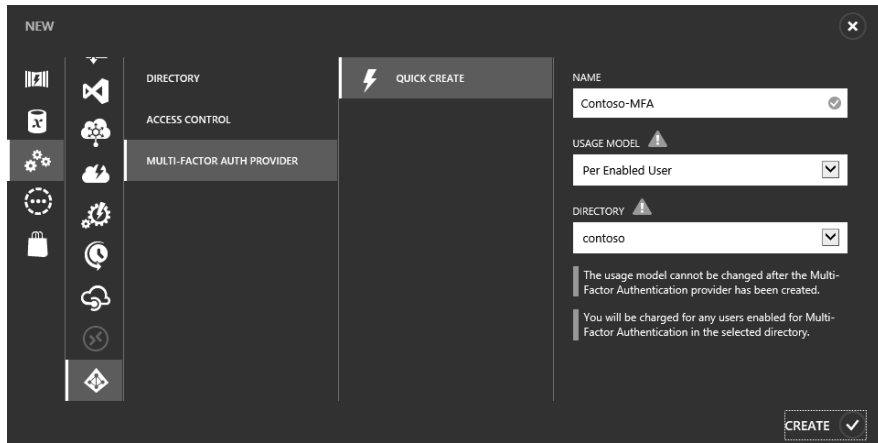 NEW
DIRECTORY
ACCESS CONTROL
MULTI-FACTOR AUTH PROVIDER
QUICK CREATE
NAME
Contoso-MFA
USAGE MODEL
Per Enabled User
DIRECTORY
contoso
The usage model cannot be changed after the Multi-
Factor Authentication provider has been created.
You will be charged for any users enabled for Multi-
Factor Authentication in the selected directory.
CREATE